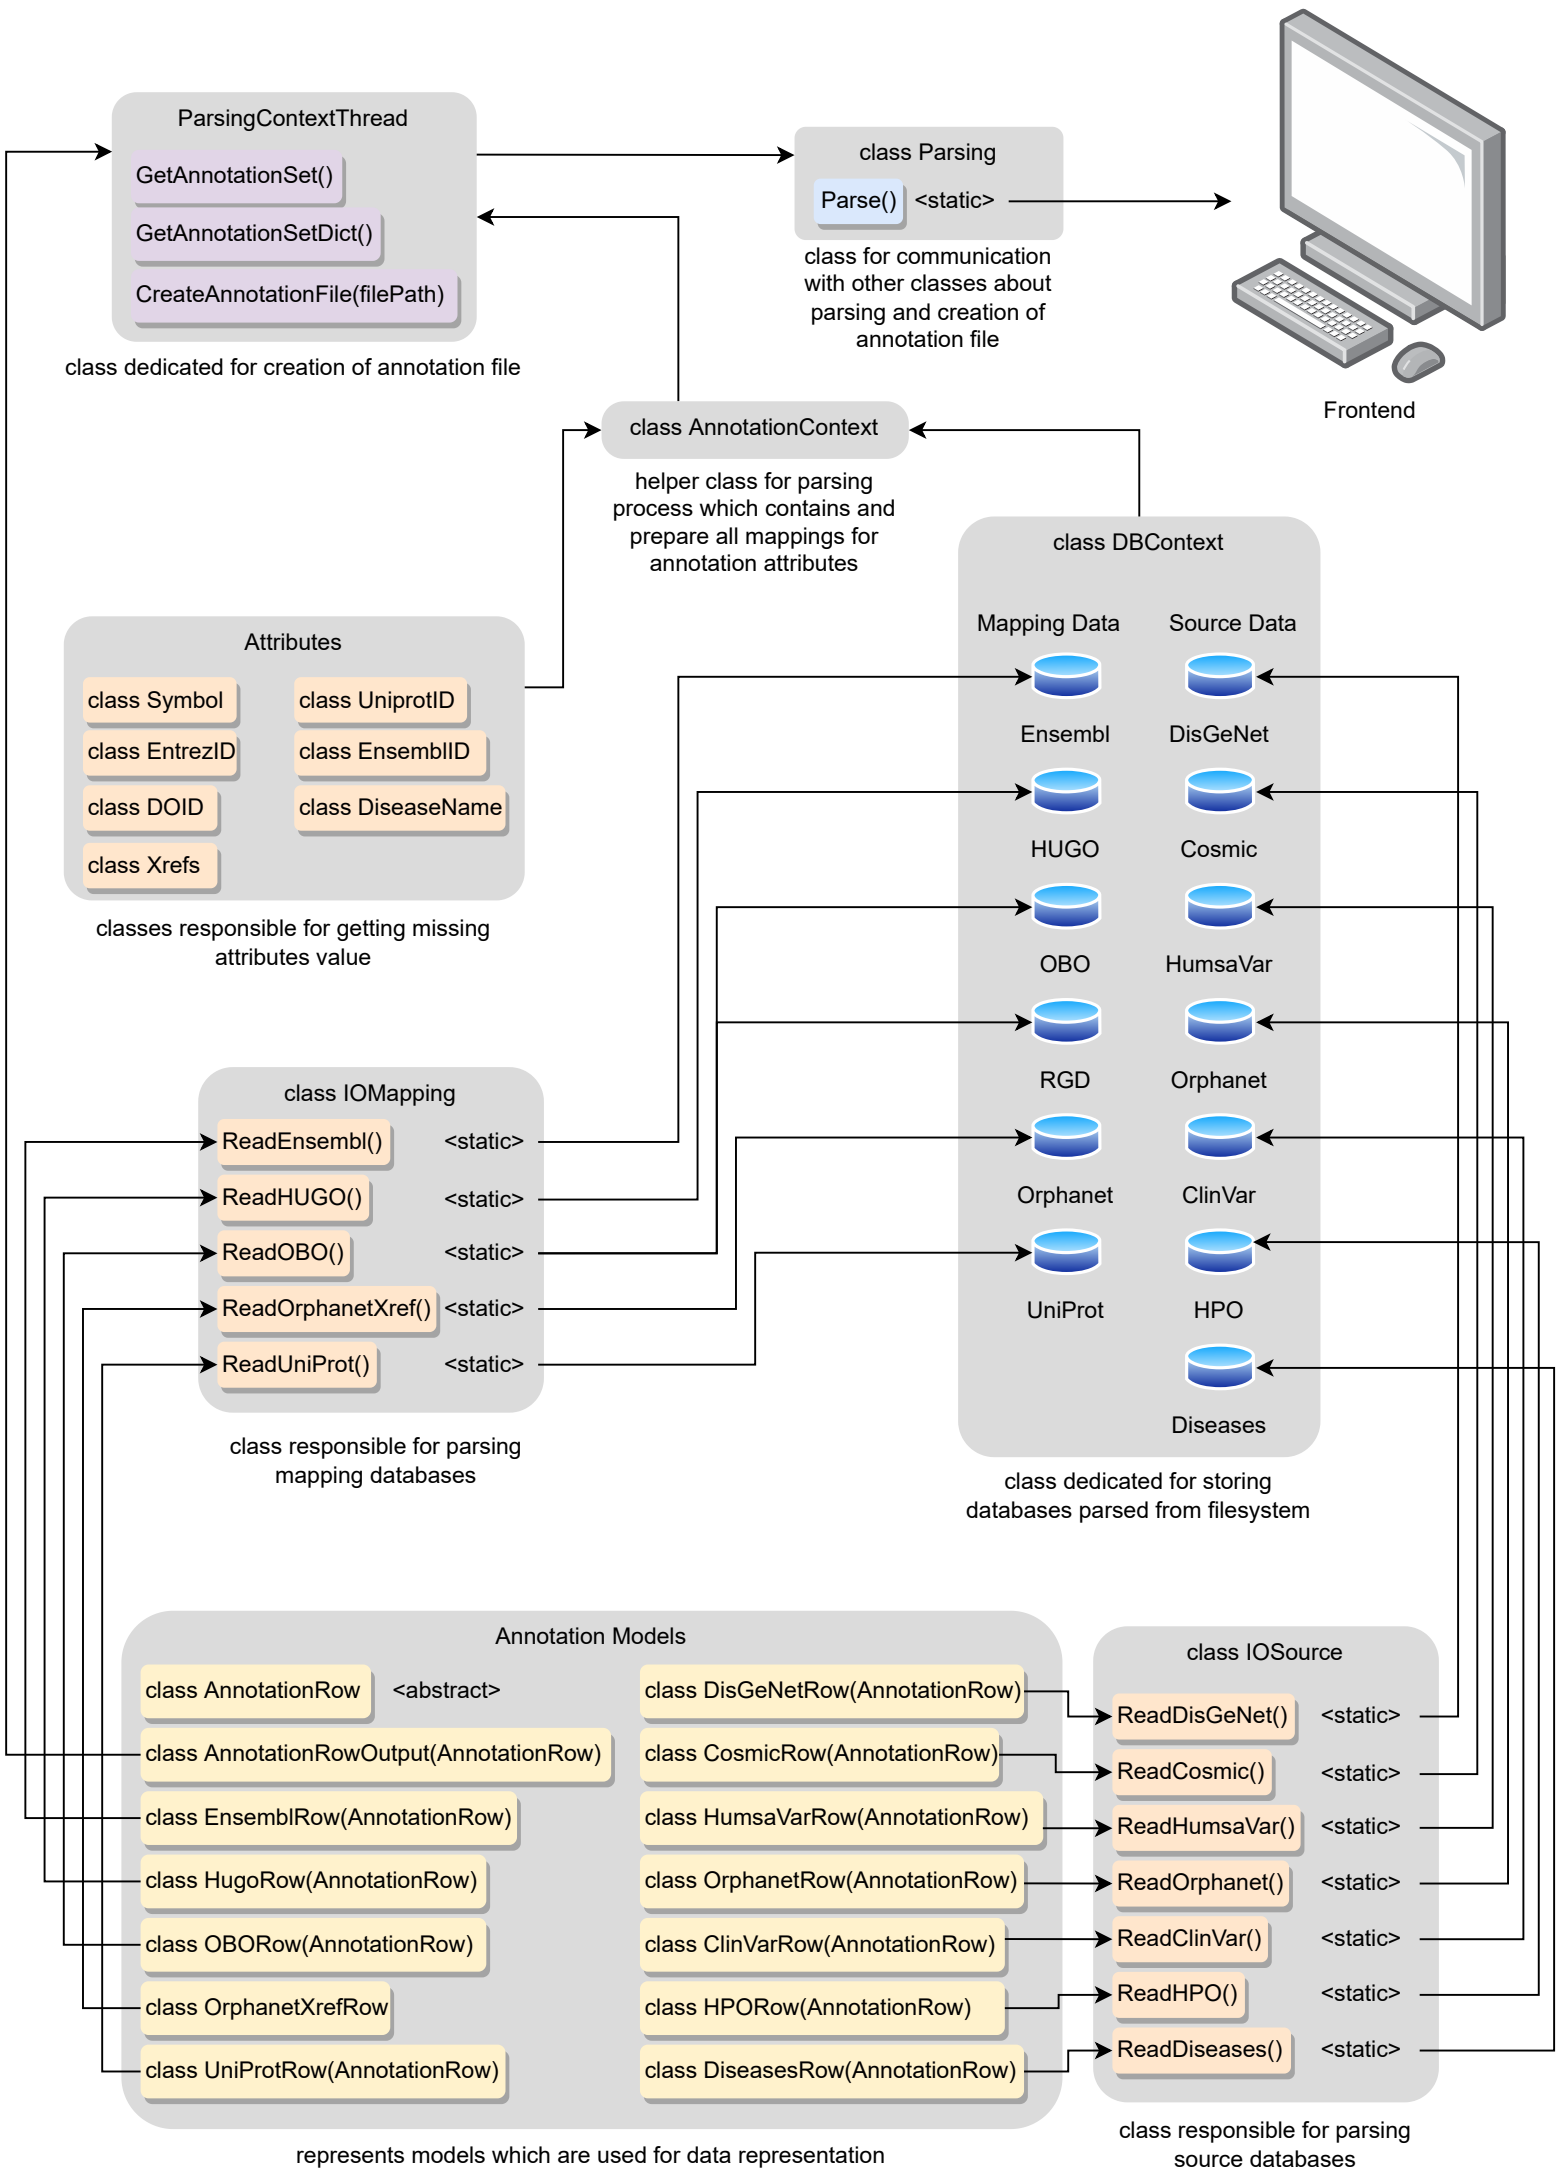 ParsingContextThread
GetAnnotationSet()
GetAnnotationSetDict()
CreateAnnotationFile(filePath)
class dedicated for creation of annotation file
class Parsing
Parse() <static>
class for communication
with other classes about
parsing and creation of
annotation file
Frontend
class AnnotationContext
helper class for parsing
process which contains and
prepare all mappings for
annotation attributes
Attributes
class Symbol
class UniprotID
class EntrezID
class EnsemblID
class DOID
class DiseaseName
class Xrefs
classes responsible for getting missing
attributes value
class DBContext
Mapping Data
Source Data
Ensembl
DisGeNet
HUGO
Cosmic
OBO
HumsaVar
RGD
Orphanet
Orphanet
ClinVar
UniProt
HPO
Diseases
class dedicated for storing
databases parsed from filesystem
class IOMapping
ReadEnsembl() <static>
ReadHUGO() <static>
ReadOBO() <static>
ReadOrphanetXref() <static>
ReadUniProt() <static>
class responsible for parsing
mapping databases
Annotation Models
class AnnotationRow <abstract>
class AnnotationRowOutput(AnnotationRow)
class EnsemblRow(AnnotationRow)
class HugoRow(AnnotationRow)
class OBORow(AnnotationRow)
class OrphanetXrefRow
class UniProtRow(AnnotationRow)
class DisGeNetRow(AnnotationRow)
class CosmicRow(AnnotationRow)
class HumsaVarRow(AnnotationRow)
class OrphanetRow(AnnotationRow)
class ClinVarRow(AnnotationRow)
class HPORow(AnnotationRow)
class DiseasesRow(AnnotationRow)
represents models which are used for data representation
class IOSource
ReadDisGeNet() <static>
ReadCosmic() <static>
ReadHumsaVar() <static>
ReadOrphanet() <static>
ReadClinVar() <static>
ReadHPO() <static>
ReadDiseases() <static>
class responsible for parsing
source databases